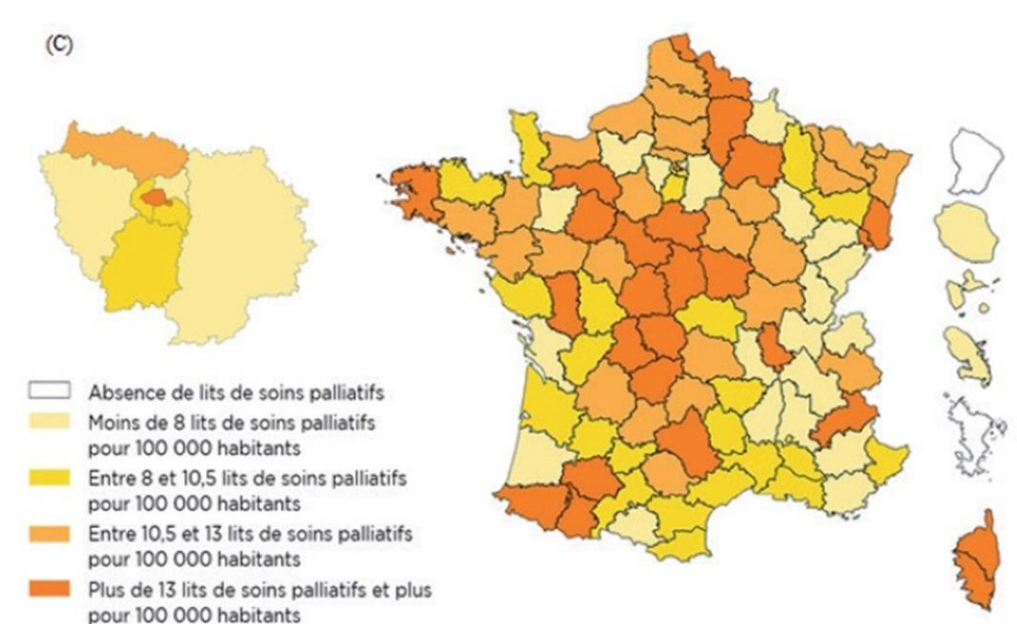 (C)
Absence de lits de soins palliatifs
Moins de 8 lits de soins palliatifs
pour 100 000 habitants
Entre 8 et 10,5 lits de soins palliatifs
pour 100 000 habitants
Entre 10,5 et 13 lits de soins palliatifs
pour 100 000 habitants
Plus de 13 lits de soins palliatifs et plus
pour 100 000 habitants